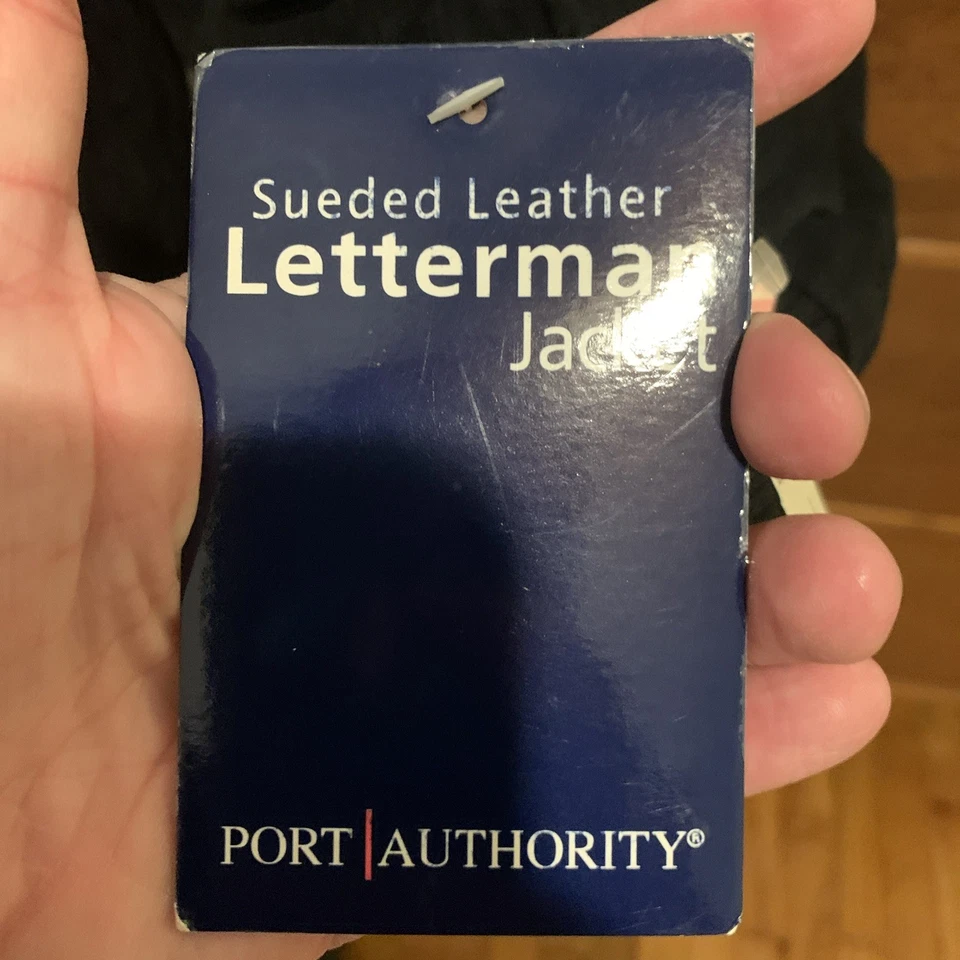 Sueded Leather
Letterman
Jacket
PORT | AUTHORITY®